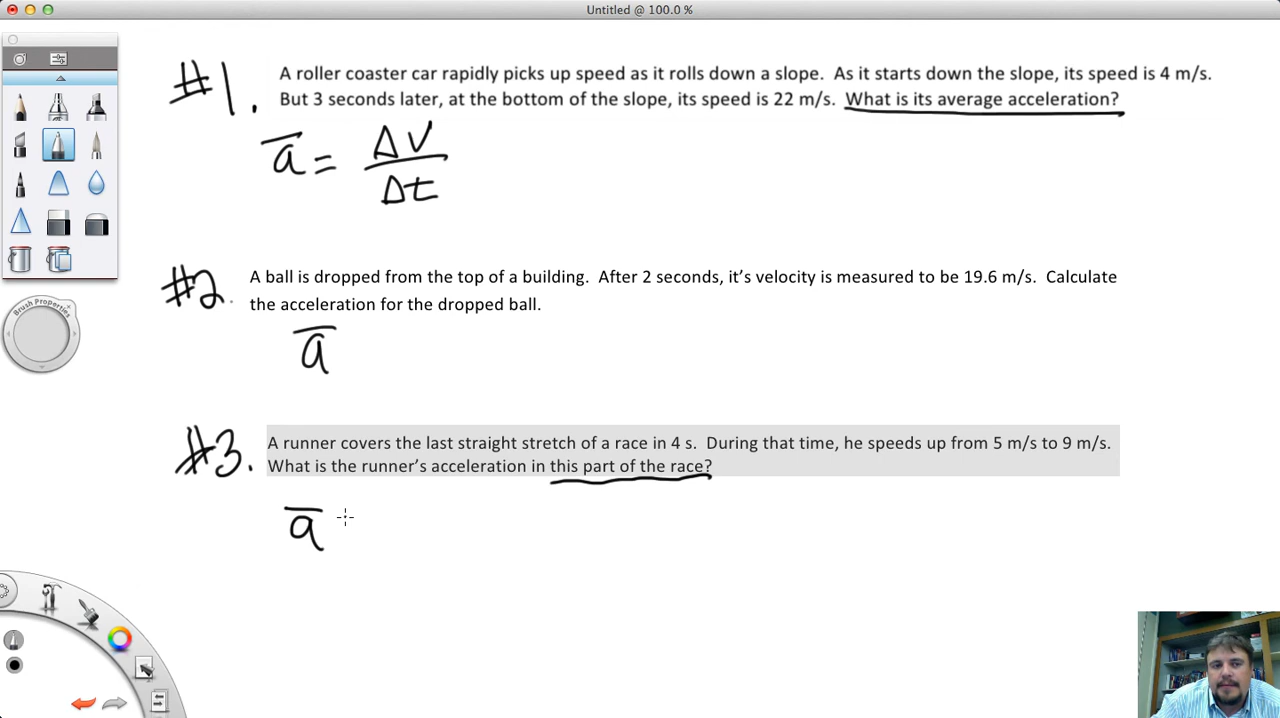 Untitled @ 100.0 %
#1.
A roller coaster car rapidly picks up speed as it rolls down a slope. As it starts down the slope, its speed is 4 m/s.
But 3 seconds later, at the bottom of the slope, its speed is 22 m/s. What is its average acceleration?
a̅ = ΔV
Δt
#2.
A ball is dropped from the top of a building. After 2 seconds, it's velocity is measured to be 19.6 m/s. Calculate
the acceleration for the dropped ball.
Brush Properties
a̅
#3.
A runner covers the last straight stretch of a race in 4 s. During that time, he speeds up from 5 m/s to 9 m/s.
What is the runner's acceleration in this part of the race?
a̅